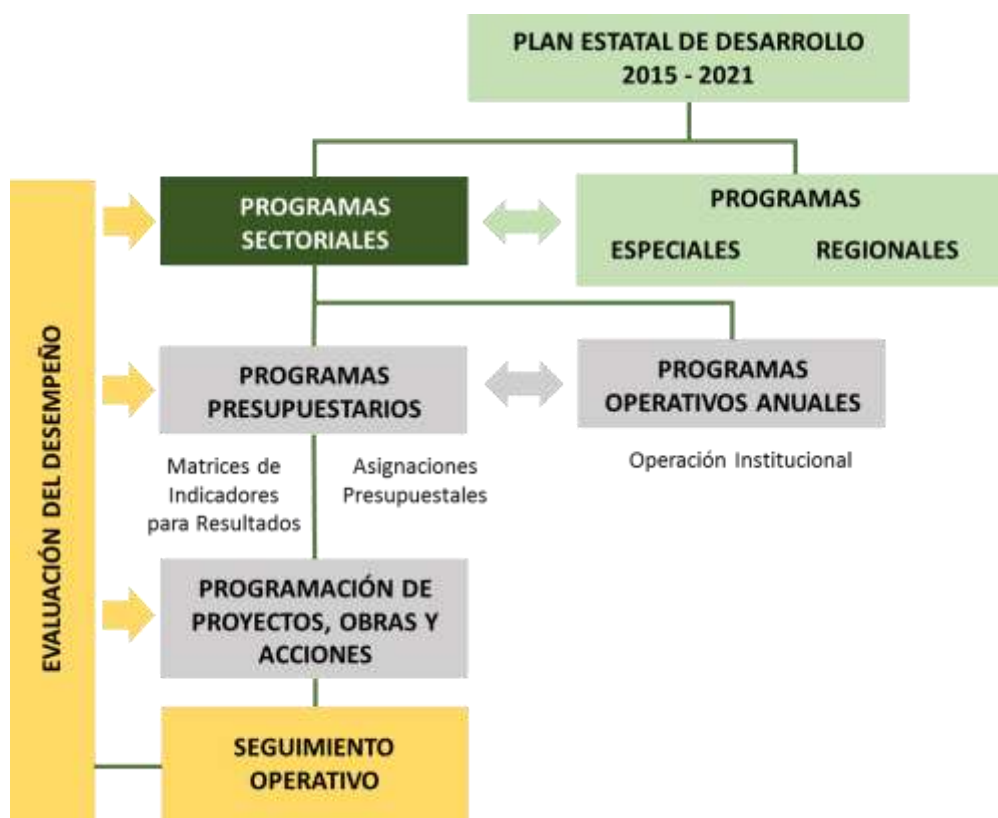 PLAN ESTATAL DE DESARROLLO
2015 - 2021
PROGRAMAS
SECTORIALES
PROGRAMAS
ESPECIALES REGIONALES
EVALUACIÓN DEL DESEMPEÑO
PROGRAMAS
PRESUPUESTARIOS
PROGRAMAS
OPERATIVOS ANUALES
Matrices de
Indicadores
para Resultados
Asignaciones
Presupuestales
Operación Institucional
PROGRAMACIÓN DE
PROYECTOS, OBRAS Y
ACCIONES
SEGUIMIENTO
OPERATIVO